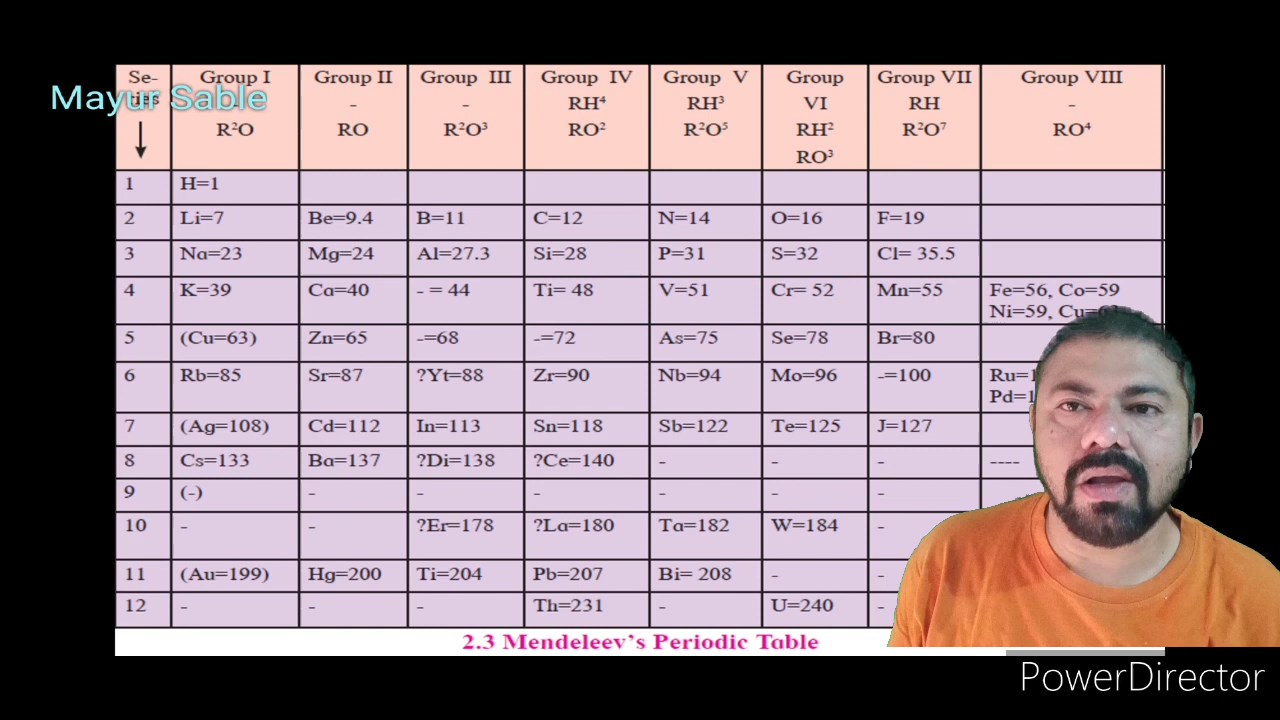 Mayur Sable
Se- Group I Group II Group III Group IV Group V Group Group VII Group VIII
- - RH⁴ RH³ VI RH -
R²O RO R²O³ RO² R²O⁵ RH² R²O⁷ RO⁴
RO³
1 H=1
2 Li=7 Be=9.4 B=11 C=12 N=14 O=16 F=19
3 Na=23 Mg=24 Al=27.3 Si=28 P=31 S=32 Cl= 35.5
4 K=39 Ca=40 - = 44 Ti= 48 V=51 Cr= 52 Mn=55 Fe=56, Co=59
Ni=59,
5 (Cu=63) Zn=65 -=68 -=72 As=75 Se=78 Br=80
6 Rb=85 Sr=87 ?Yt=88 Zr=90 Nb=94 Mo=96 -=100
7 (Ag=108) Cd=112 In=113 Sn=118 Sb=122 Te=125 J=127
8 Cs=133 Ba=137 ?Di=138 ?Ce=140 - - - ----
9 (-) - - - - - -
10 - - ?Er=178 ?La=180 Ta=182 W=184 -
11 (Au=199) Hg=200 Ti=204 Pb=207 Bi= 208 - -
12 - - - Th=231 - U=240 -
2.3 Mendeleev's Periodic Table
PowerDirector